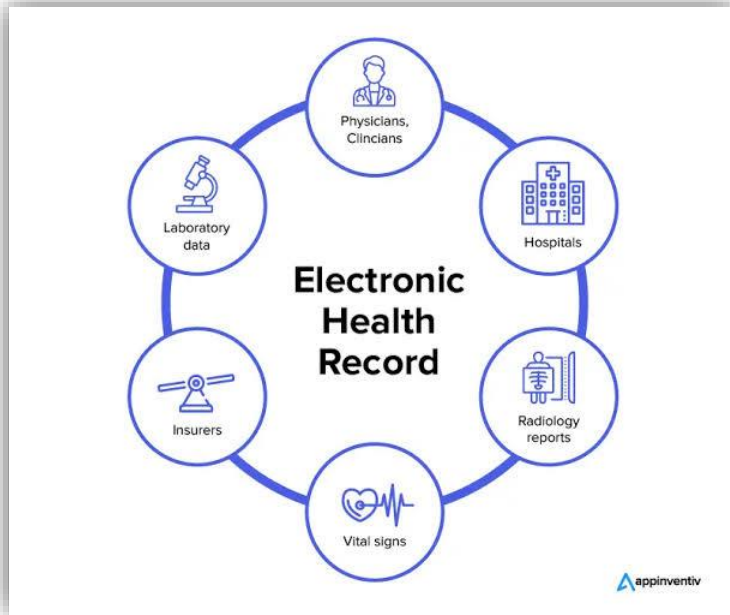 Physicians,
Clincians
Laboratory
data
Hospitals
Electronic
Health
Record
Insurers
Radiology
reports
Vital signs
appinventiv